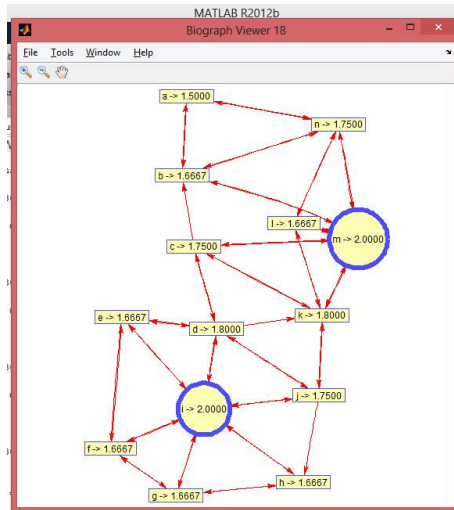 MATLAB R2012b
Biograph Viewer 18
File Tools Window Help
a -> 1.5000
n -> 1.7500
b -> 1.6667
l -> 1.6667
m -> 2.0000
c -> 1.7500
e -> 1.6667
d -> 1.8000
k -> 1.8000
j -> 1.7500
i -> 2.0000
f -> 1.6667
h -> 1.6667
g -> 1.6667